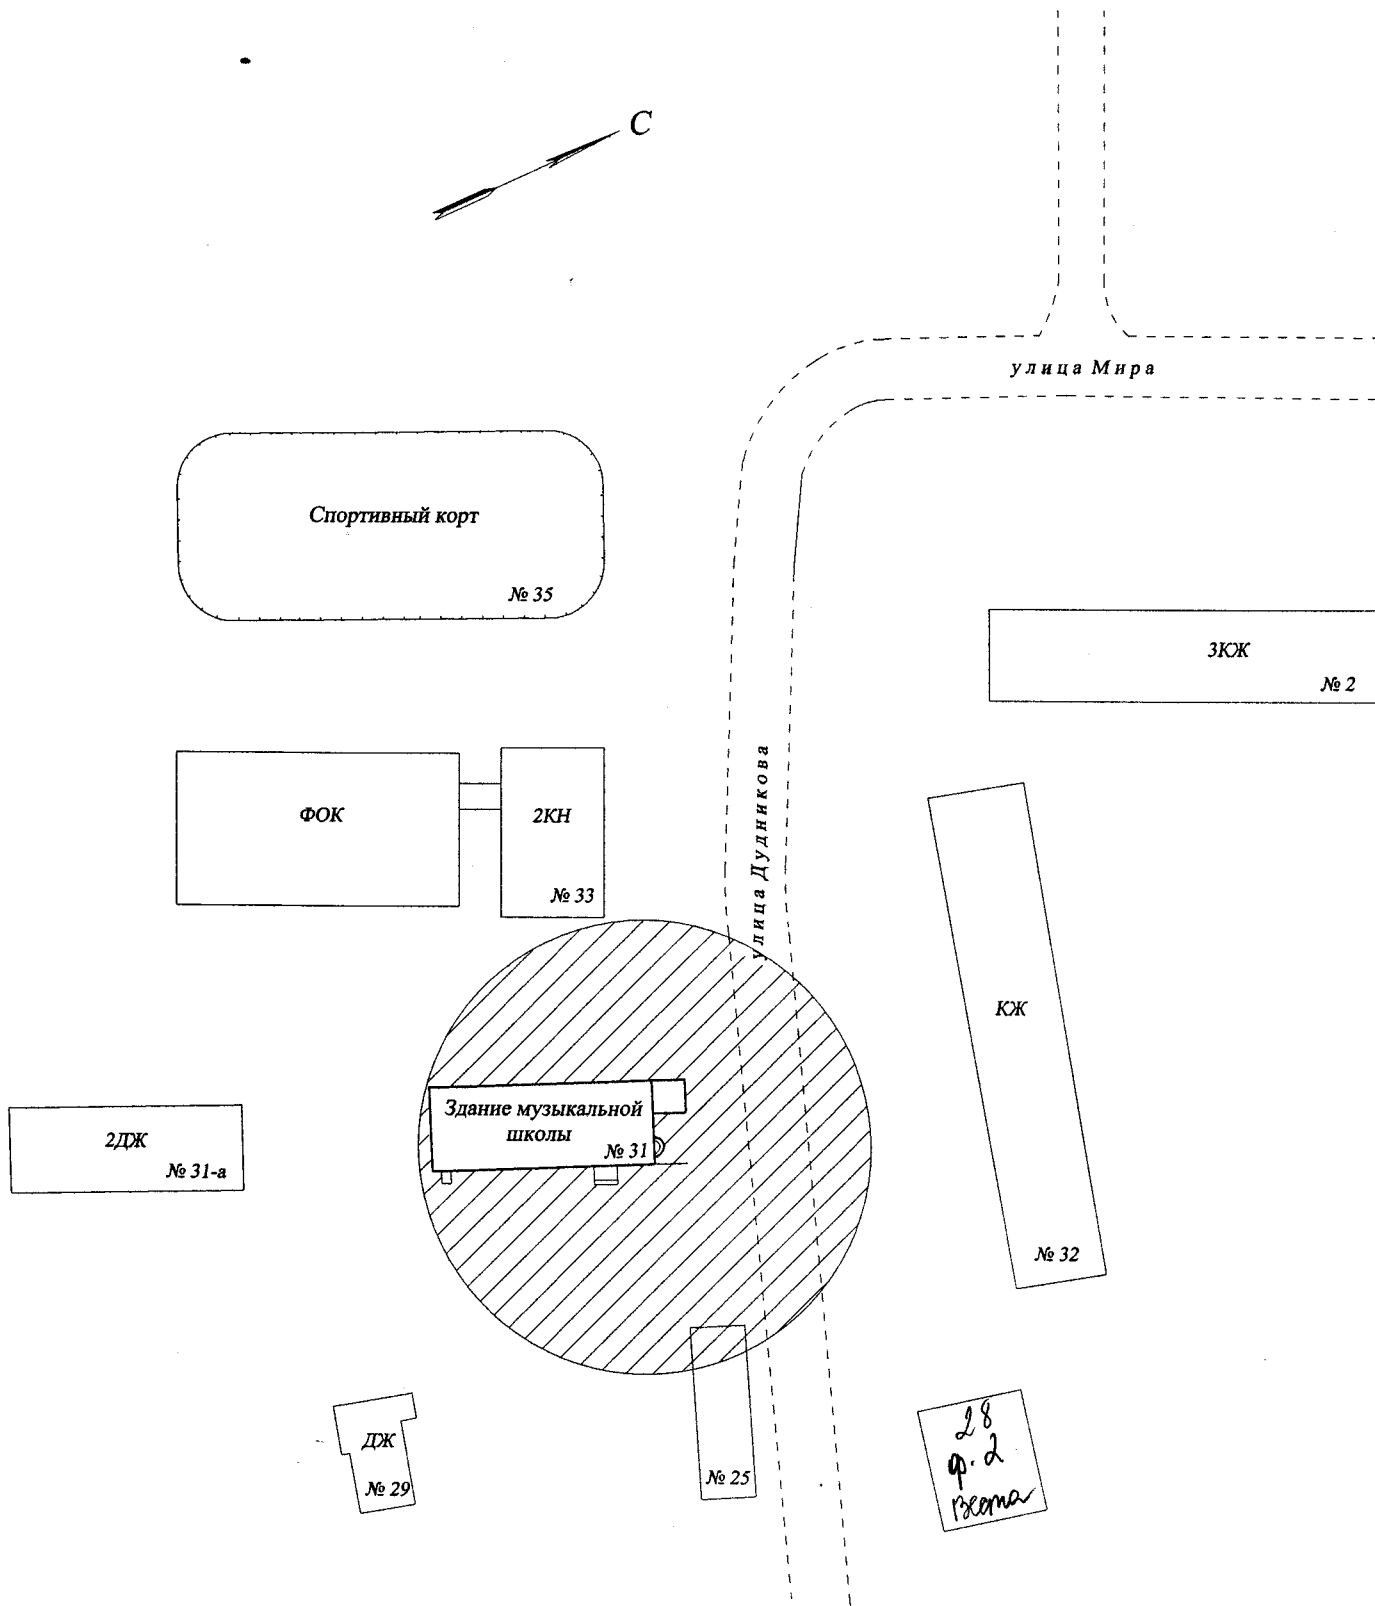 С
улица Мира
Спортивный корт
№ 35
3КЖ
№ 2
ФОК
2КН
№ 33
улица Дудникова
КЖ
№ 32
Здание музыкальной
школы
№ 31
2ДЖ
№ 31-а
ДЖ
№ 29
№ 25
28
ф. 2
Веста